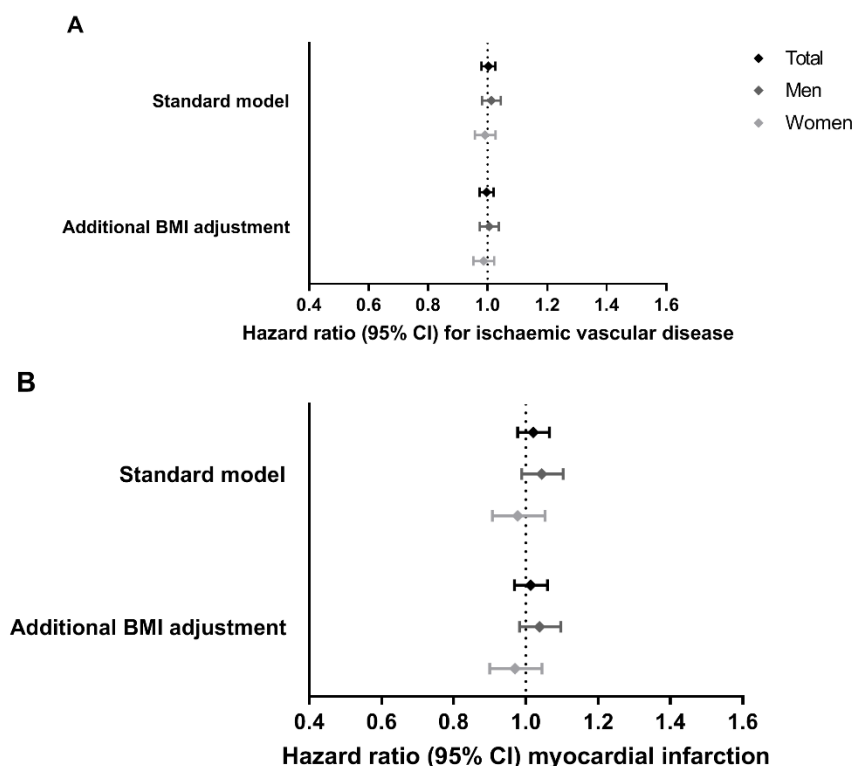 A
Total
Men
Women
Standard model
Additional BMI adjustment
0.4 0.6 0.8 1.0 1.2 1.4 1.6
Hazard ratio (95% CI) for ischaemic vascular disease
B
Standard model
Additional BMI adjustment
0.4 0.6 0.8 1.0 1.2 1.4 1.6
Hazard ratio (95% CI) myocardial infarction